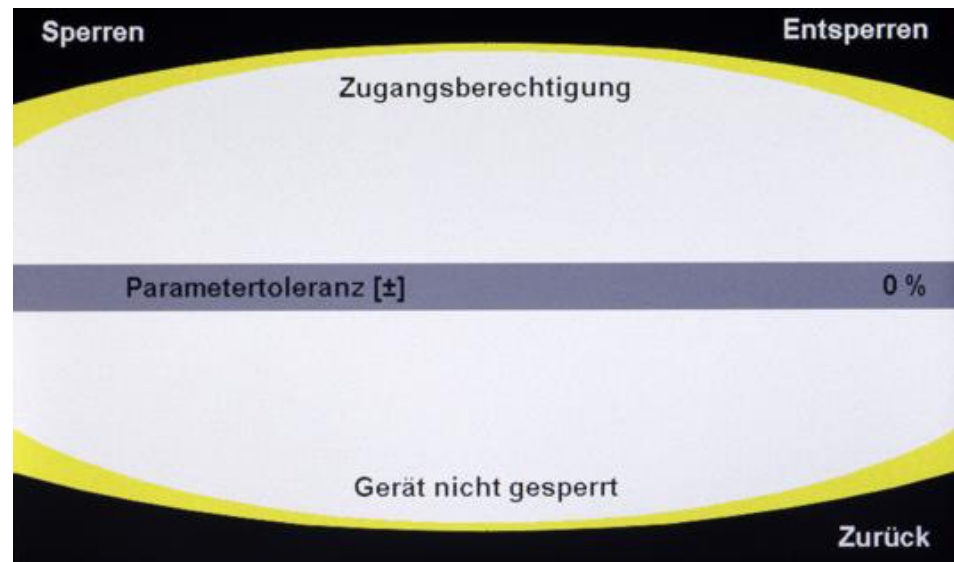 Sperren
Entsperren
Zugangsberechtigung
Parametertoleranz [±]
0 %
Gerät nicht gesperrt
Zurück